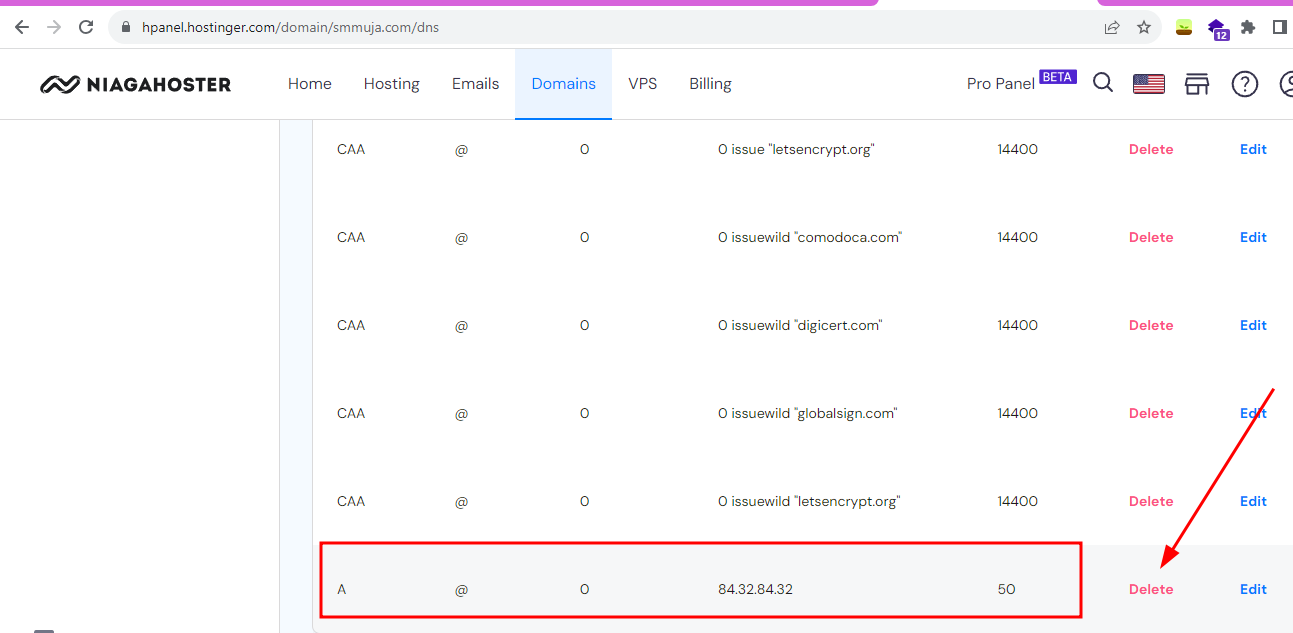 hpanel.hostinger.com/domain/smmuja.com/dns
12
NIAGAHOSTER Home Hosting Emails Domains VPS Billing Pro Panel BETA
CAA @ 0 0 issue "letsencrypt.org" 14400 Delete Edit
CAA @ 0 0 issuewild "comodoca.com" 14400 Delete Edit
CAA @ 0 0 issuewild "digicert.com" 14400 Delete Edit
CAA @ 0 0 issuewild "globalsign.com" 14400 Delete Edit
CAA @ 0 0 issuewild "letsencrypt.org" 14400 Delete Edit
A @ 0 84.32.84.32 50 Delete Edit